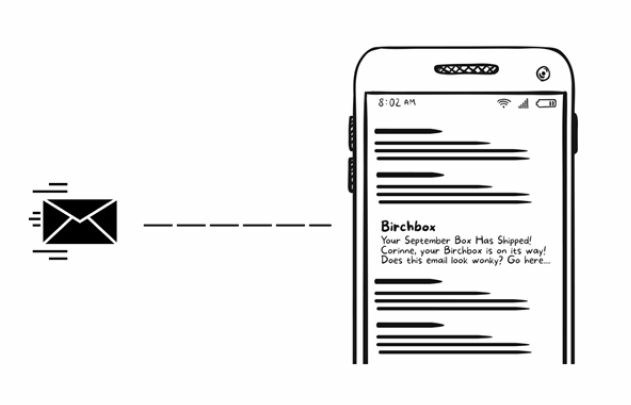 8:02 AM
Birchbox
Your September Box Has Shipped!
Corinne, your Birchbox is on its way!
Does this email look wonky? Go here...